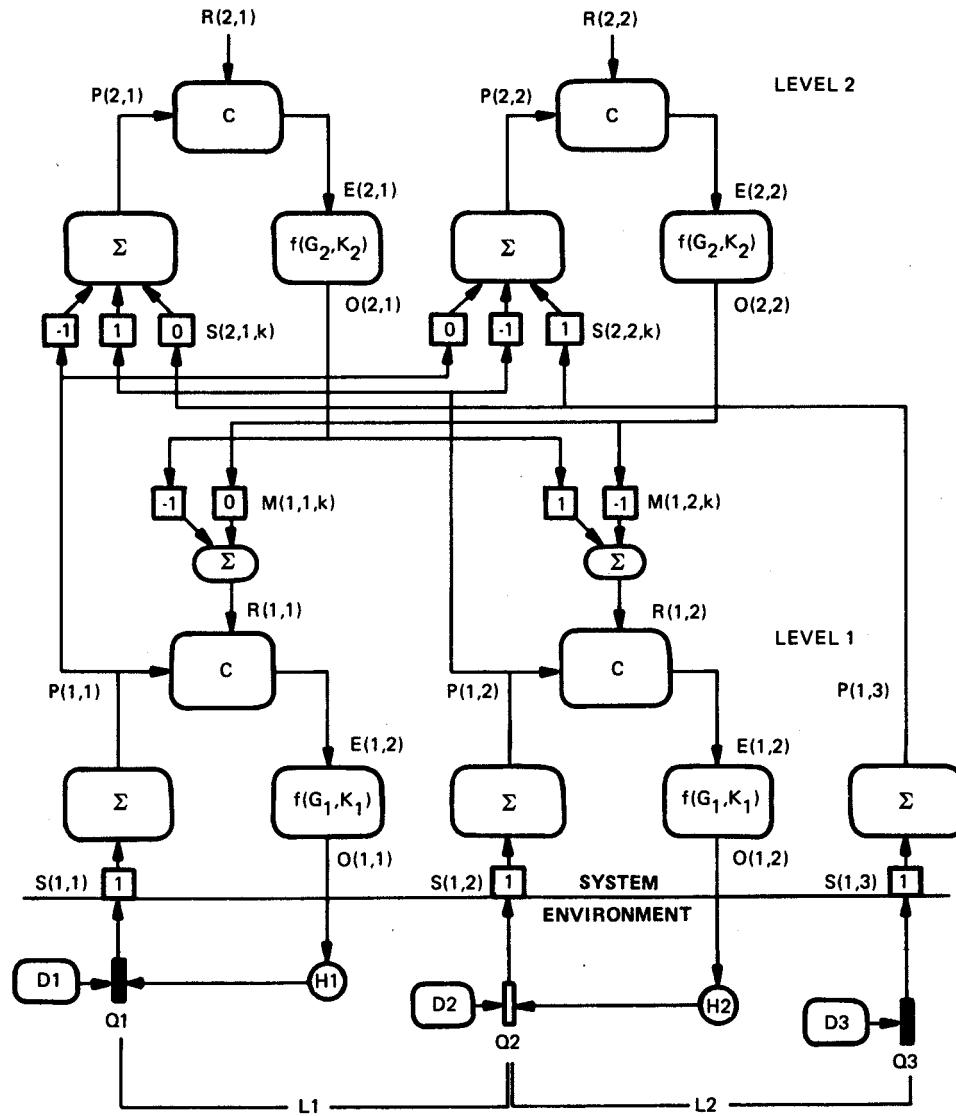 R(2,1) R(2,2)
LEVEL 2
P(2,1) C P(2,2) C
E(2,1) E(2,2)
Σ f(G2,K2) Σ f(G2,K2)
O(2,1) O(2,2)
-1 1 0 S(2,1,k) 0 -1 1 S(2,2,k)
-1 0 M(1,1,k) 1 -1 M(1,2,k)
Σ Σ
R(1,1) R(1,2)
LEVEL 1
C C
P(1,1) P(1,2) P(1,3)
E(1,2) E(1,2)
Σ f(G1,K1) Σ f(G1,K1) Σ
O(1,1) O(1,2)
S(1,1) 1 S(1,2) 1 SYSTEM S(1,3) 1
ENVIRONMENT
D1 H1 D2 H2 D3
Q1 Q2 Q3
L1 L2